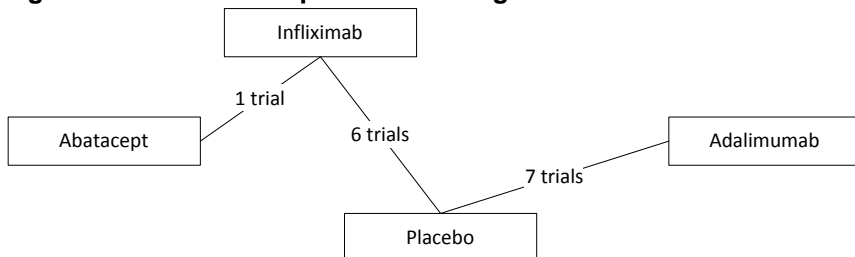 Infliximab
1 trial
Abatacept
6 trials
Adalimumab
7 trials
Placebo